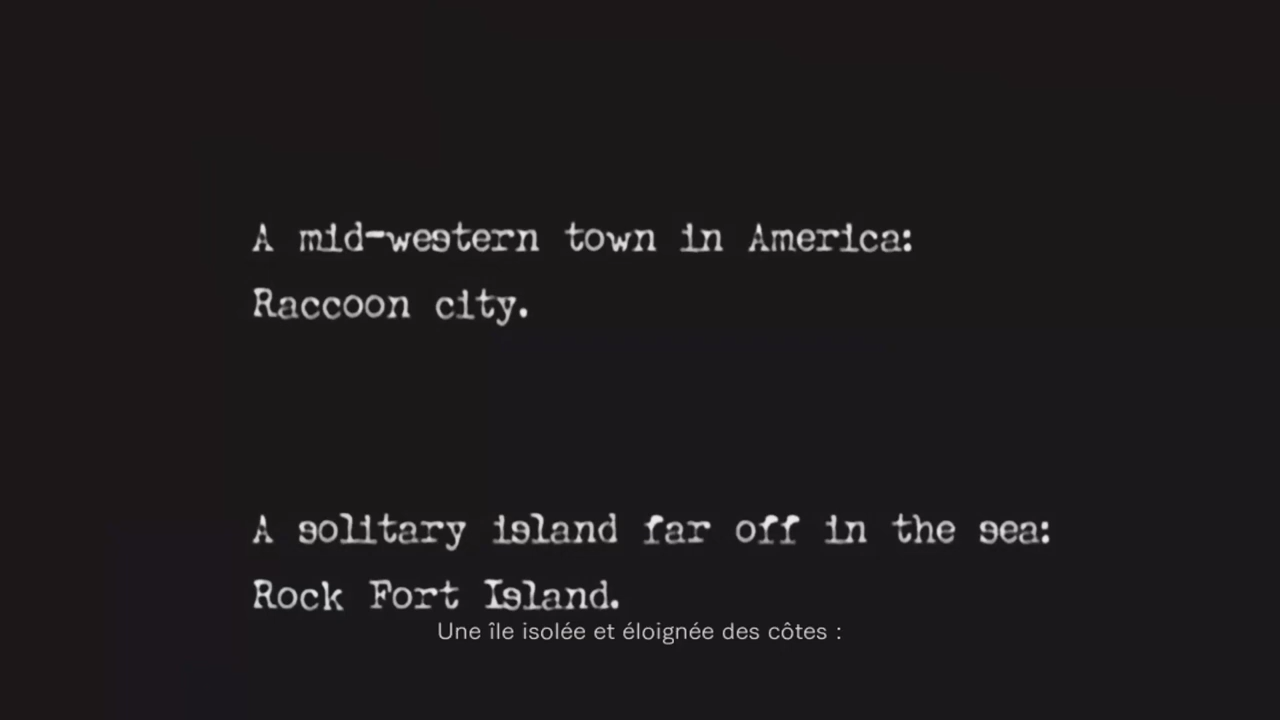 A mid-western town in America:
Raccoon city.
A solitary island far off in the sea:
Rock Fort Island.
Une île isolée et éloignée des côtes :